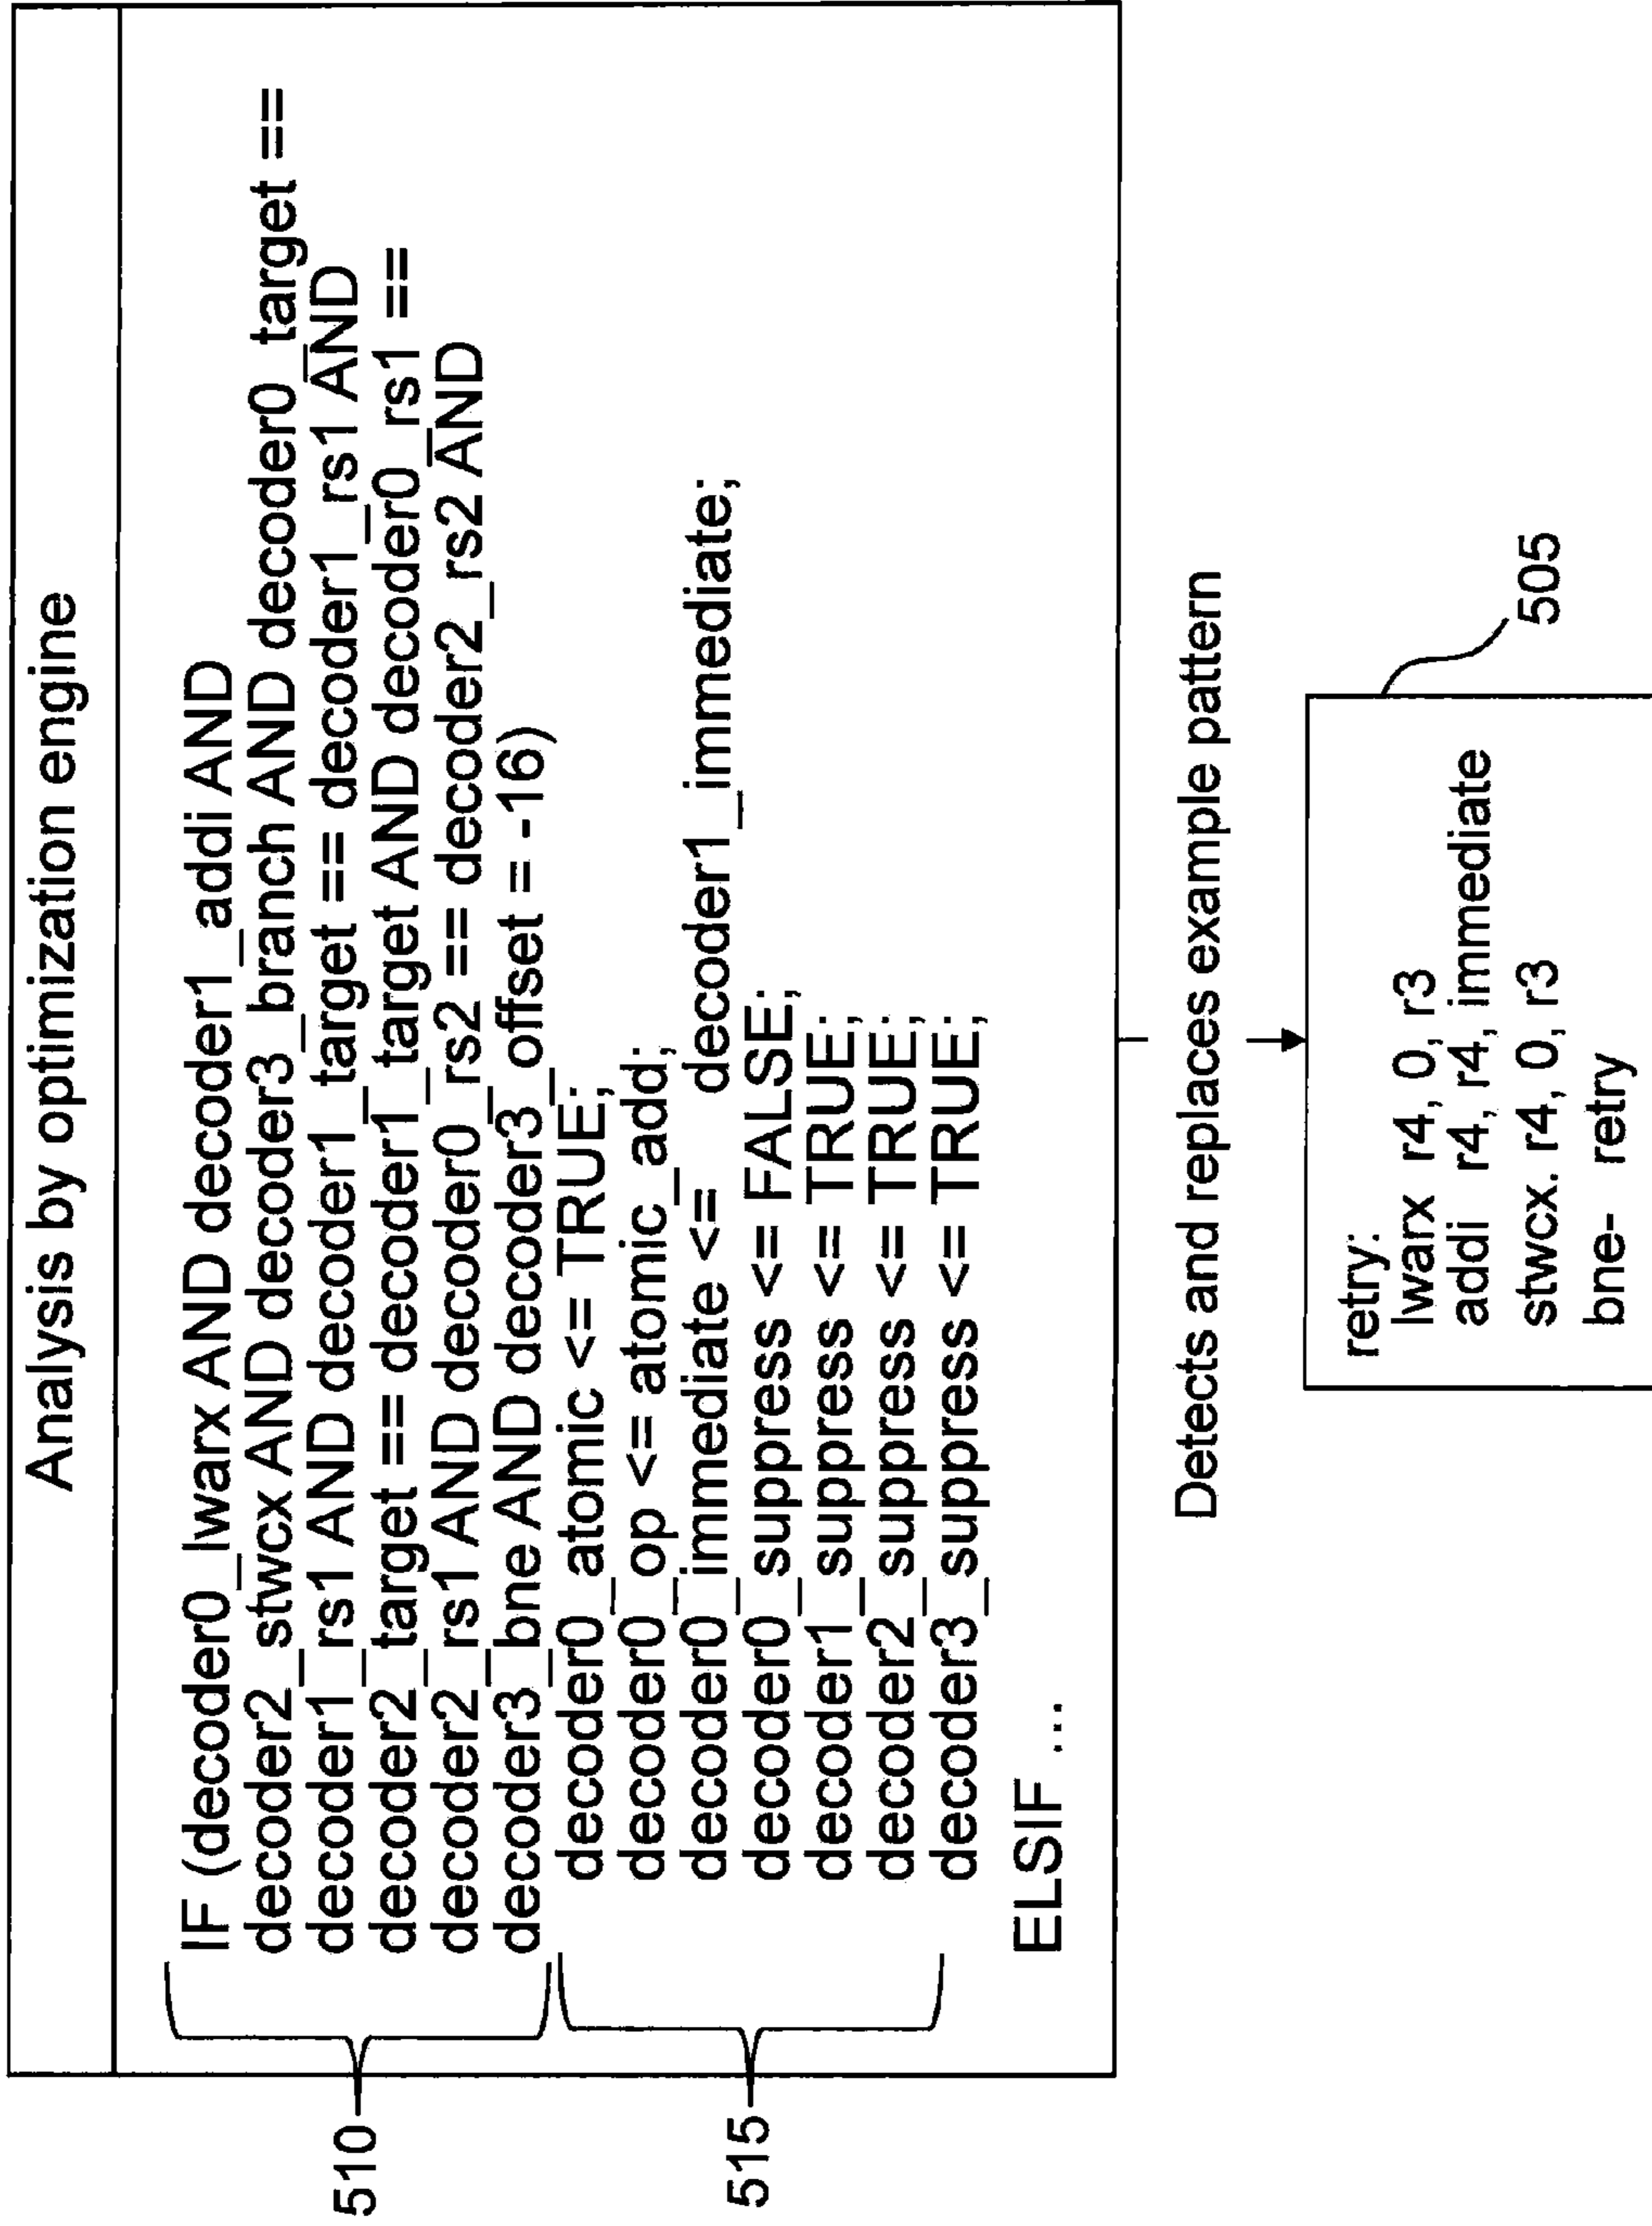 Analysis by optimization engine
IF (decoder0_lwarx AND decoder1_addi AND
decoder2_stwcx AND decoder3_branch AND decoder0_target ==
decoder1_rs1 AND decoder1_target == decoder1_rs1 AND
decoder2_target == decoder1_target AND decoder0_rs1 ==
decoder2_rs1 AND decoder0_rs2 == decoder2_rs2 AND
decoder3_bne AND decoder3_offset = -16)
decoder0_atomic <= TRUE;
decoder0_op <= atomic_add;
decoder0_immediate <= decoder1_immediate;
decoder0_suppress <= FALSE;
decoder1_suppress <= TRUE;
decoder2_suppress <= TRUE;
decoder3_suppress <= TRUE;
ELSIF ...
510
515
Detects and replaces example pattern
505
retry:
lwarx r4, 0, r3
addi r4, r4, immediate
stwcx. r4, 0, r3
bne- retry